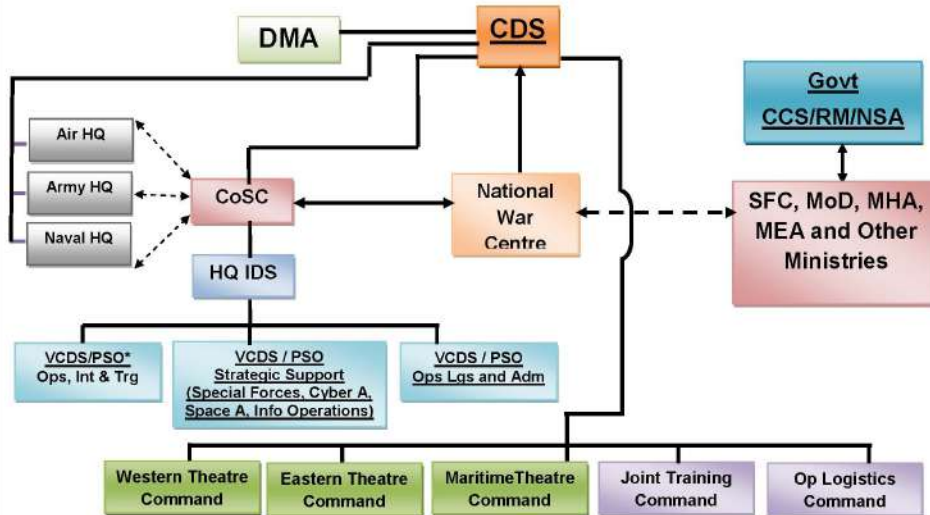 DMA
CDS
Govt
CCS/RM/NSA
Air HQ
Army HQ
Naval HQ
CoSC
National
War
Centre
SFC, MoD, MHA,
MEA and Other
Ministries
HQ IDS
VCDS/PSO*
Ops, Int & Trg
VCDS / PSO
Strategic Support
(Special Forces, Cyber A,
Space A, Info Operations)
VCDS / PSO
Ops Lgs and Adm
Western Theatre
Command
Eastern Theatre
Command
MaritimeTheatre
Command
Joint Training
Command
Op Logistics
Command